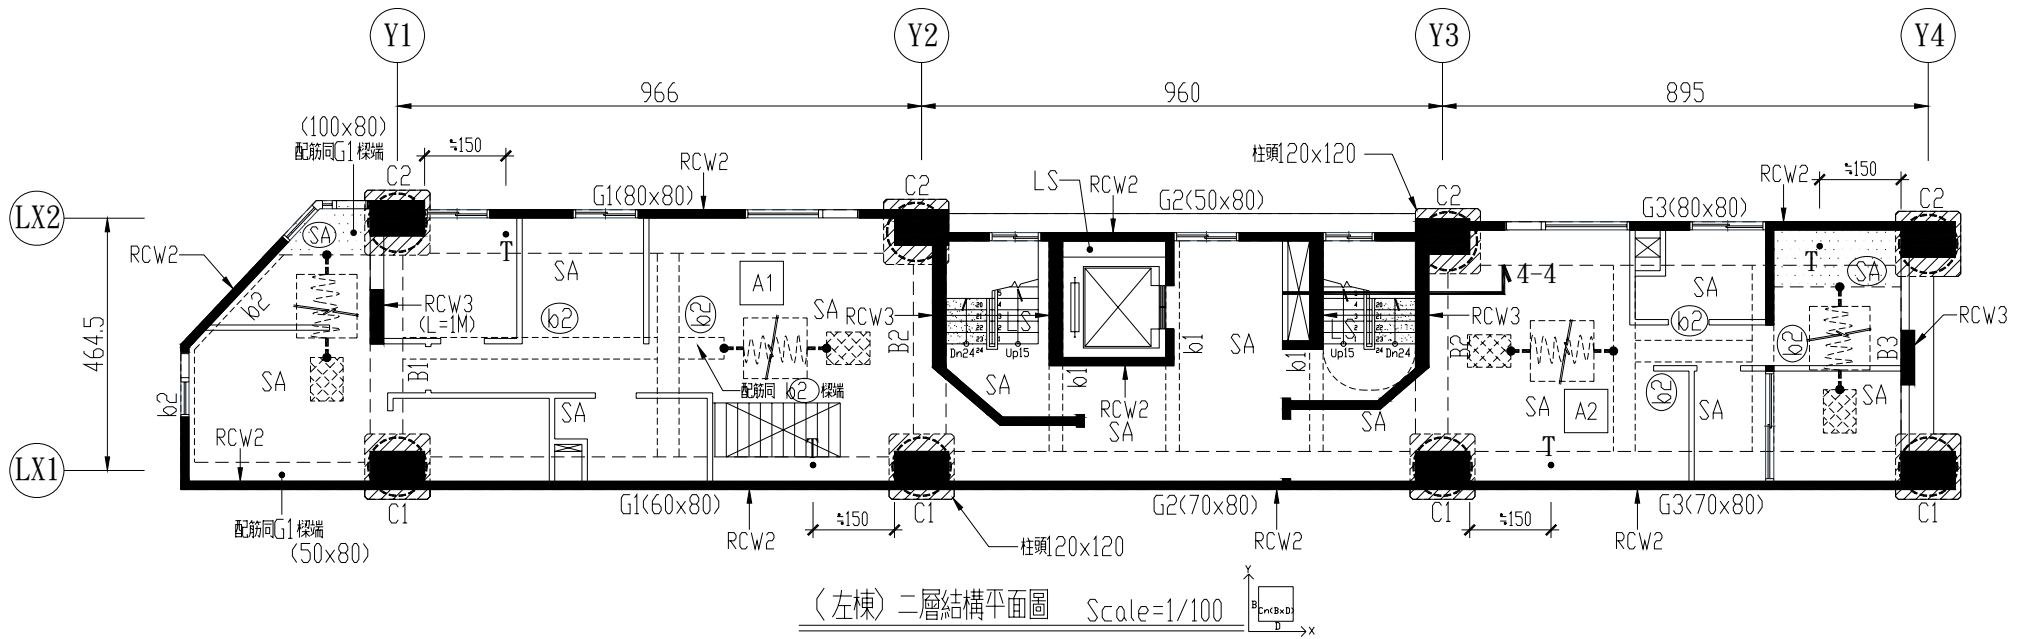 Y1
Y2
Y3
Y4
966
960
895
(100x80)
配筋同G1樑端
≒150
RCW2
柱頭120x120
≒150
C2
G1(80x80)
C2
LS
RCW2
G2(50x80)
C2
G3(80x80)
RCW2
C2
LX2
SA
T
RCW2
SA
A1
4-4
T
SA
b2
RCW3
(L=1M)
b2
b2
SA
RCW3
B2
LS
b1
SA
b1
LS
RCW3
B2
SA
b2
b2
B3
RCW3
464.5
Dn24
Up15
Up15
Dn24
SA
B1
配筋同b2樑端
SA
b1
RCW2
SA
SA
SA
A2
b2
SA
SA
b2
SA
RCW2
T
T
LX1
C1
G1(60x80)
C1
G2(70x80)
C1
G3(70x80)
C1
配筋同G1樑端
(50x80)
RCW2
≒150
柱頭120x120
RCW2
≒150
RCW2
(左棟)二層結構平面圖 Scale=1/100
Y
B
Cn(BxD)
D
X